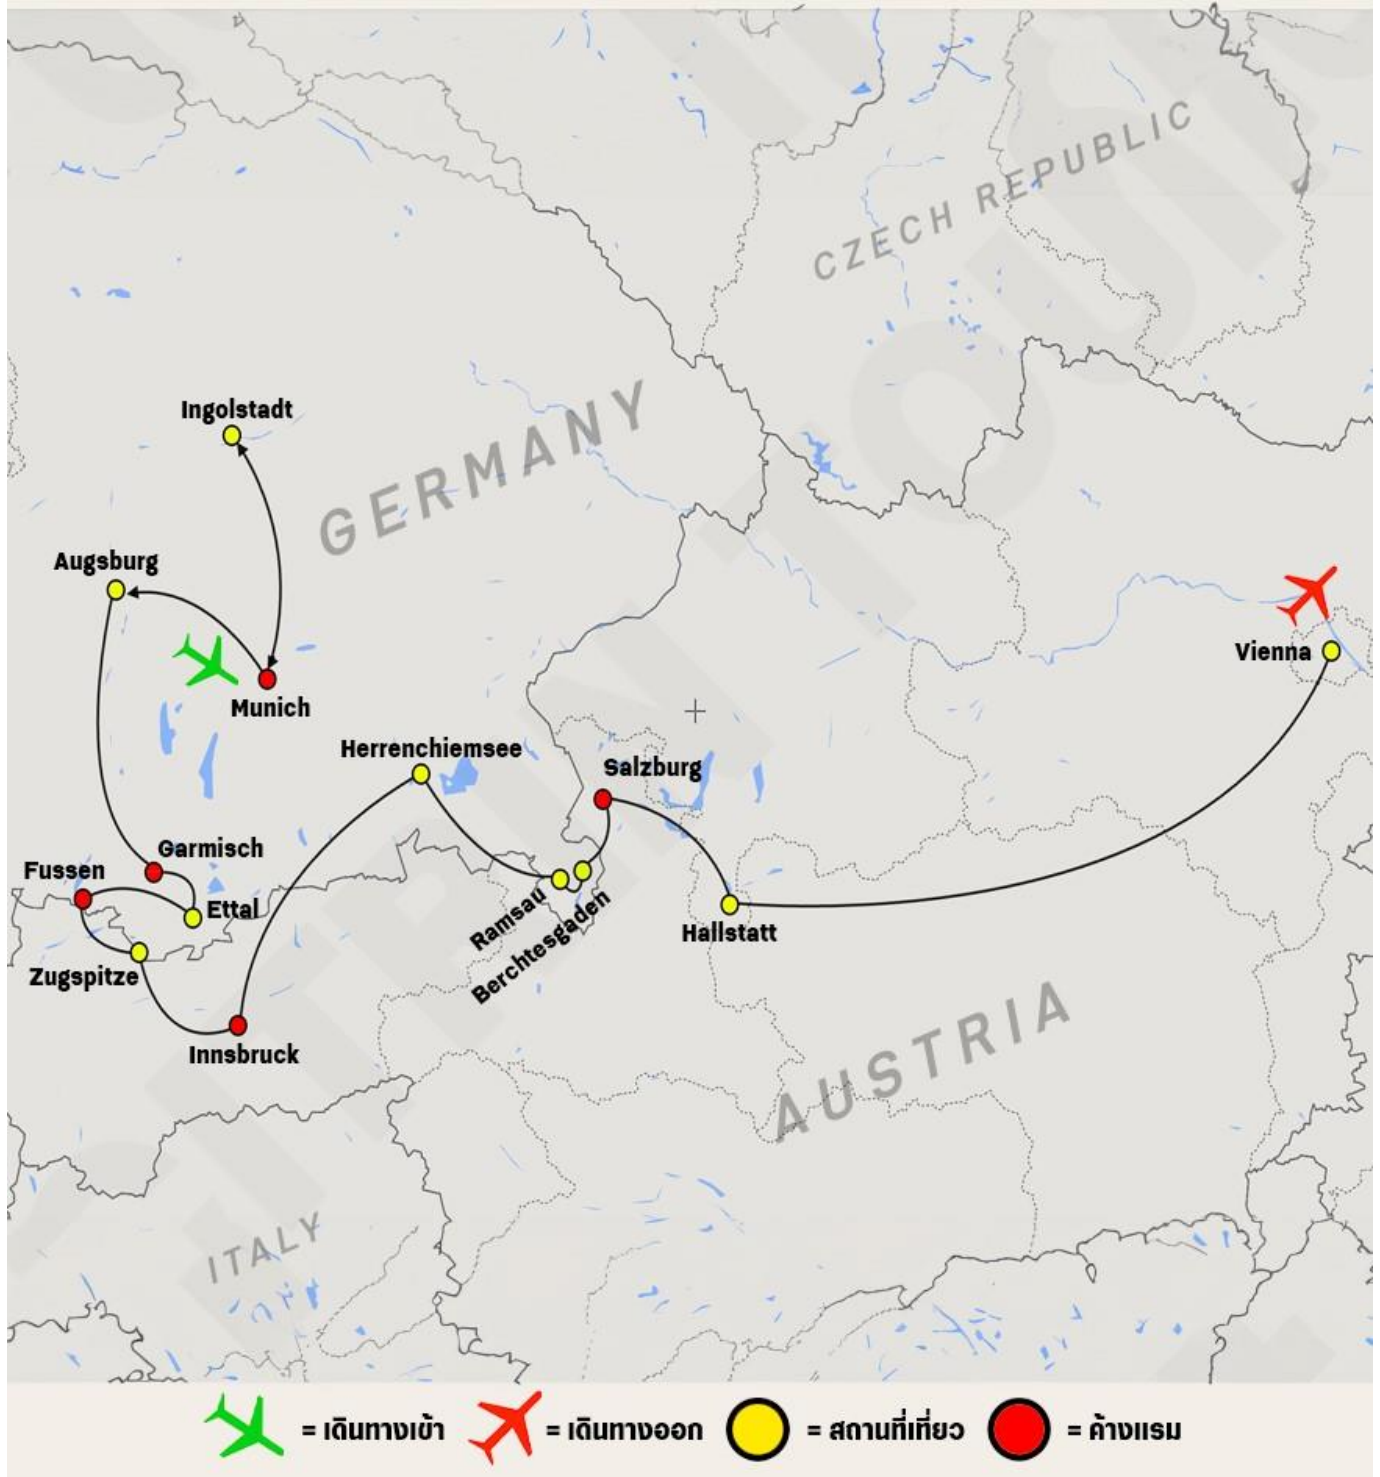 CZECH REPUBLIC
Ingolstadt
GERMANY
Augsburg
Vienna
Munich
Herrenchiemsee
Salzburg
Garmisch
Fussen
Ettal
Ramsau
Berchtesgaden
Hallstatt
Zugspitze
Innsbruck
AUSTRIA
ITALY
= เดินทางเข้า = เดินทางออก = สถานที่เที่ยว = ค้างแรม